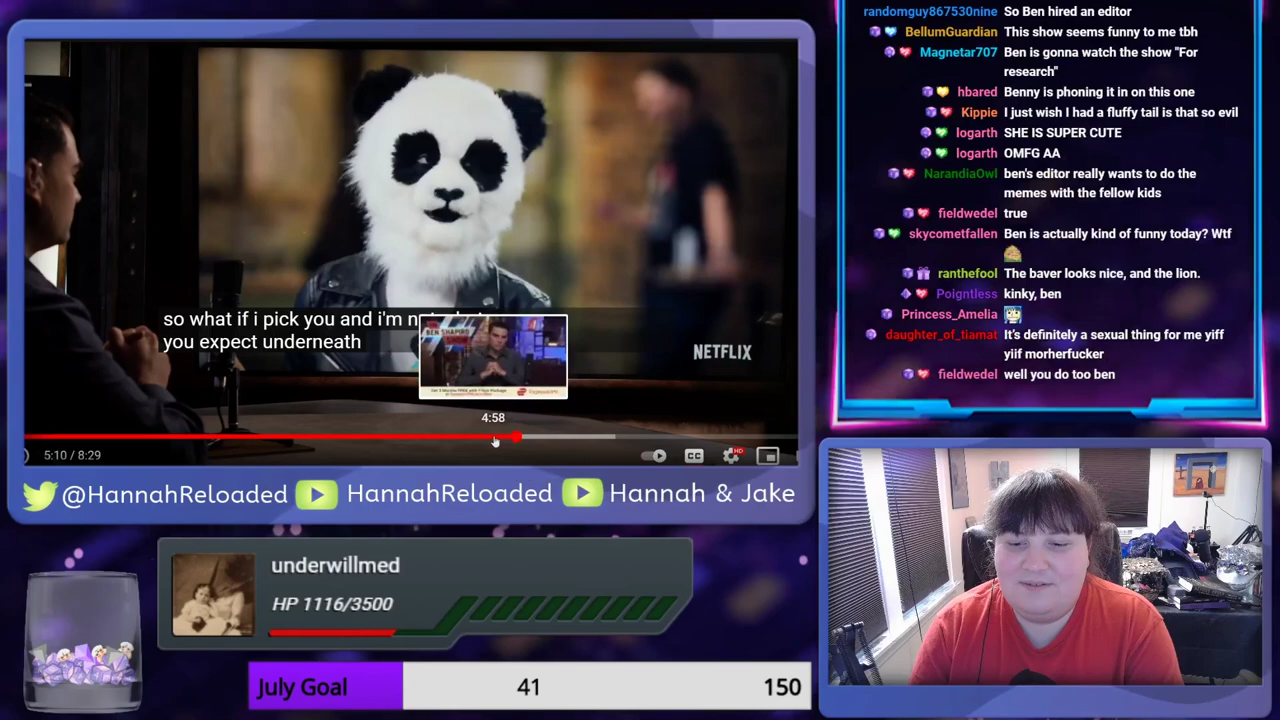 so what if i pick you and i'm
you expect underneath
NETFLIX
BEN SHAPIRO
4:58
5:10 / 8:29
CC
HD
@HannahReloaded
HannahReloaded
Hannah & Jake
underwillmed
HP 1116/3500
July Goal
41
150
randomguy867530nine So Ben hired an editor
BellumGuardian This show seems funny to me tbh
Magnetar707 Ben is gonna watch the show "For
research"
hbared Benny is phoning it in on this one
Kippie I just wish I had a fluffy tail is that so evil
logarth SHE IS SUPER CUTE
logarth OMFG AA
NarandiaOwl ben's editor really wants to do the
memes with the fellow kids
fieldwedel true
skycometfallen Ben is actually kind of funny today? Wtf
ranthefool The baver looks nice, and the lion.
Poigntless kinky, ben
Princess_Amelia
daughter_of_tiamat It's definitely a sexual thing for me yiff
yiif morherfucker
fieldwedel well you do too ben